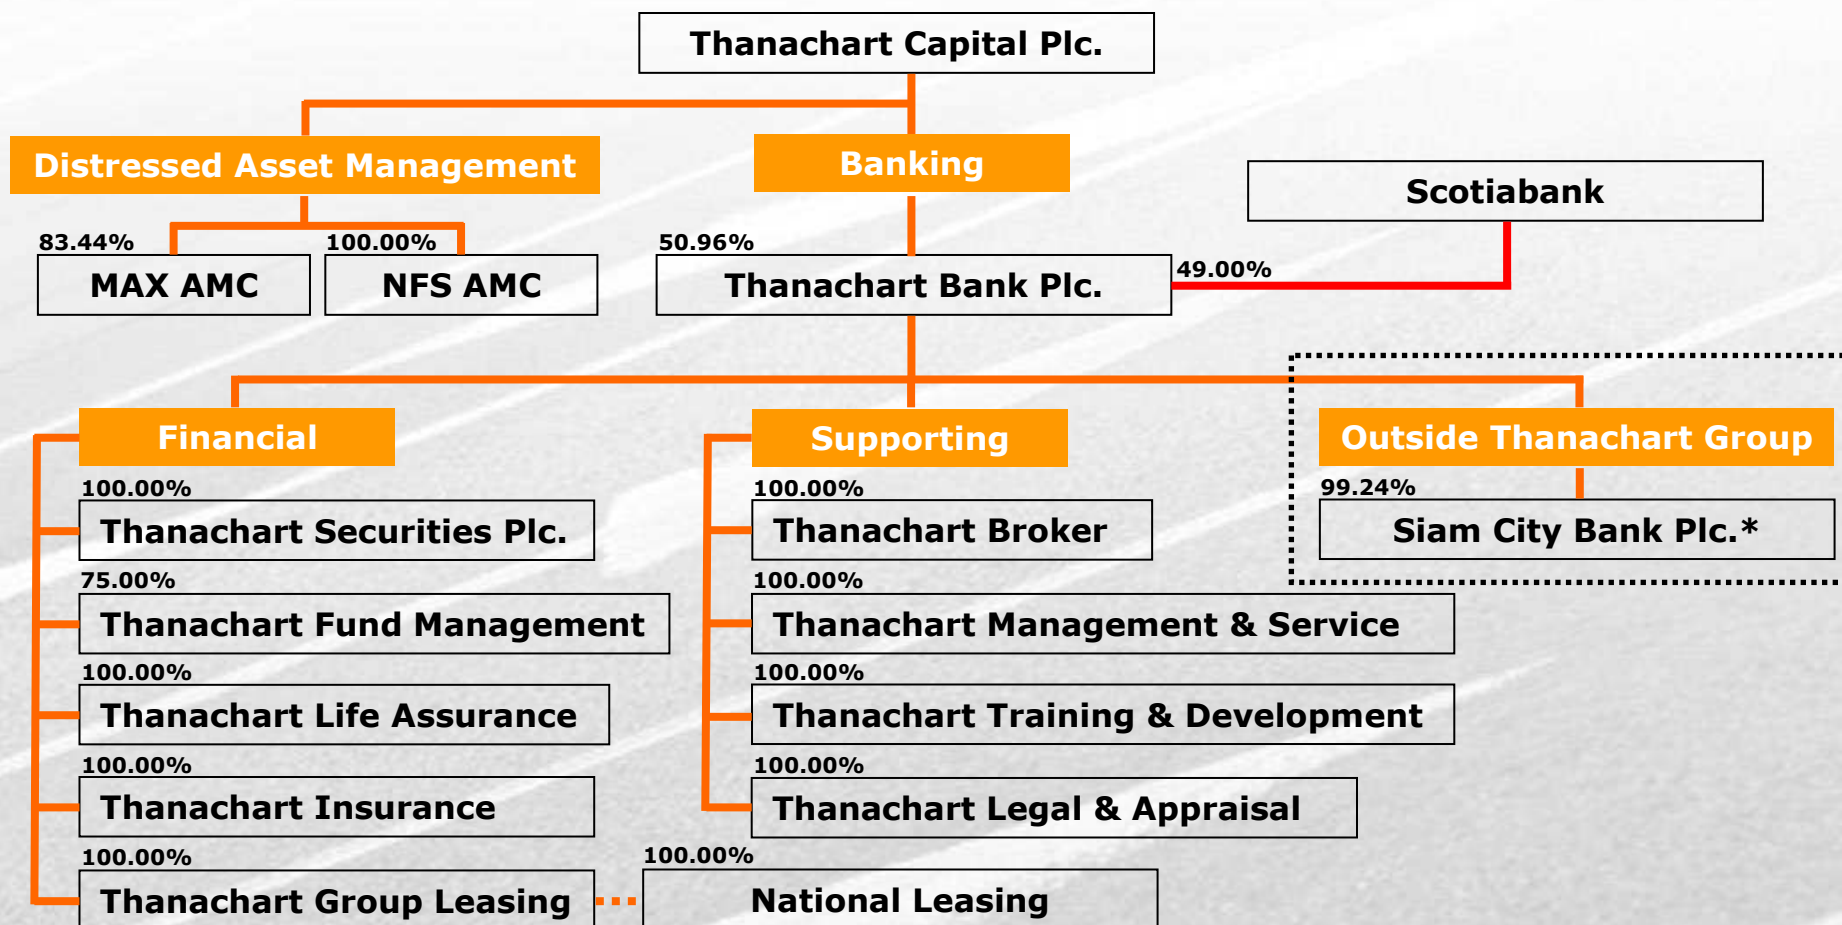 Thanachart Capital Plc.
Distressed Asset Management
Banking
Scotiabank
83.44%
MAX AMC
100.00%
NFS AMC
50.96%
Thanachart Bank Plc.
49.00%
Financial
Supporting
Outside Thanachart Group
100.00%
Thanachart Securities Plc.
75.00%
Thanachart Fund Management
100.00%
Thanachart Life Assurance
100.00%
Thanachart Insurance
100.00%
Thanachart Group Leasing
100.00%
National Leasing
100.00%
Thanachart Broker
100.00%
Thanachart Management & Service
100.00%
Thanachart Training & Development
100.00%
Thanachart Legal & Appraisal
99.24%
Siam City Bank Plc.*